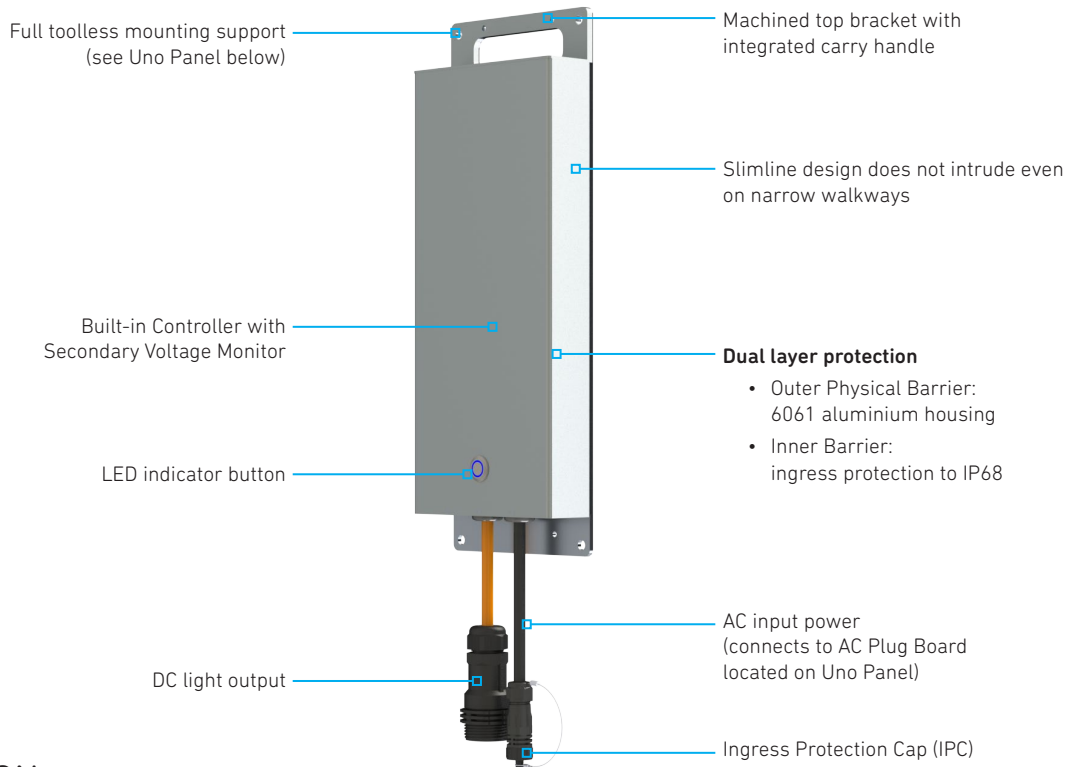 Full toolless mounting support
(see Uno Panel below)
Machined top bracket with
integrated carry handle
Slimline design does not intrude even
on narrow walkways
Built-in Controller with
Secondary Voltage Monitor
Dual layer protection
• Outer Physical Barrier:
6061 aluminium housing
• Inner Barrier:
ingress protection to IP68
LED indicator button
AC input power
(connects to AC Plug Board
located on Uno Panel)
DC light output
Ingress Protection Cap (IPC)